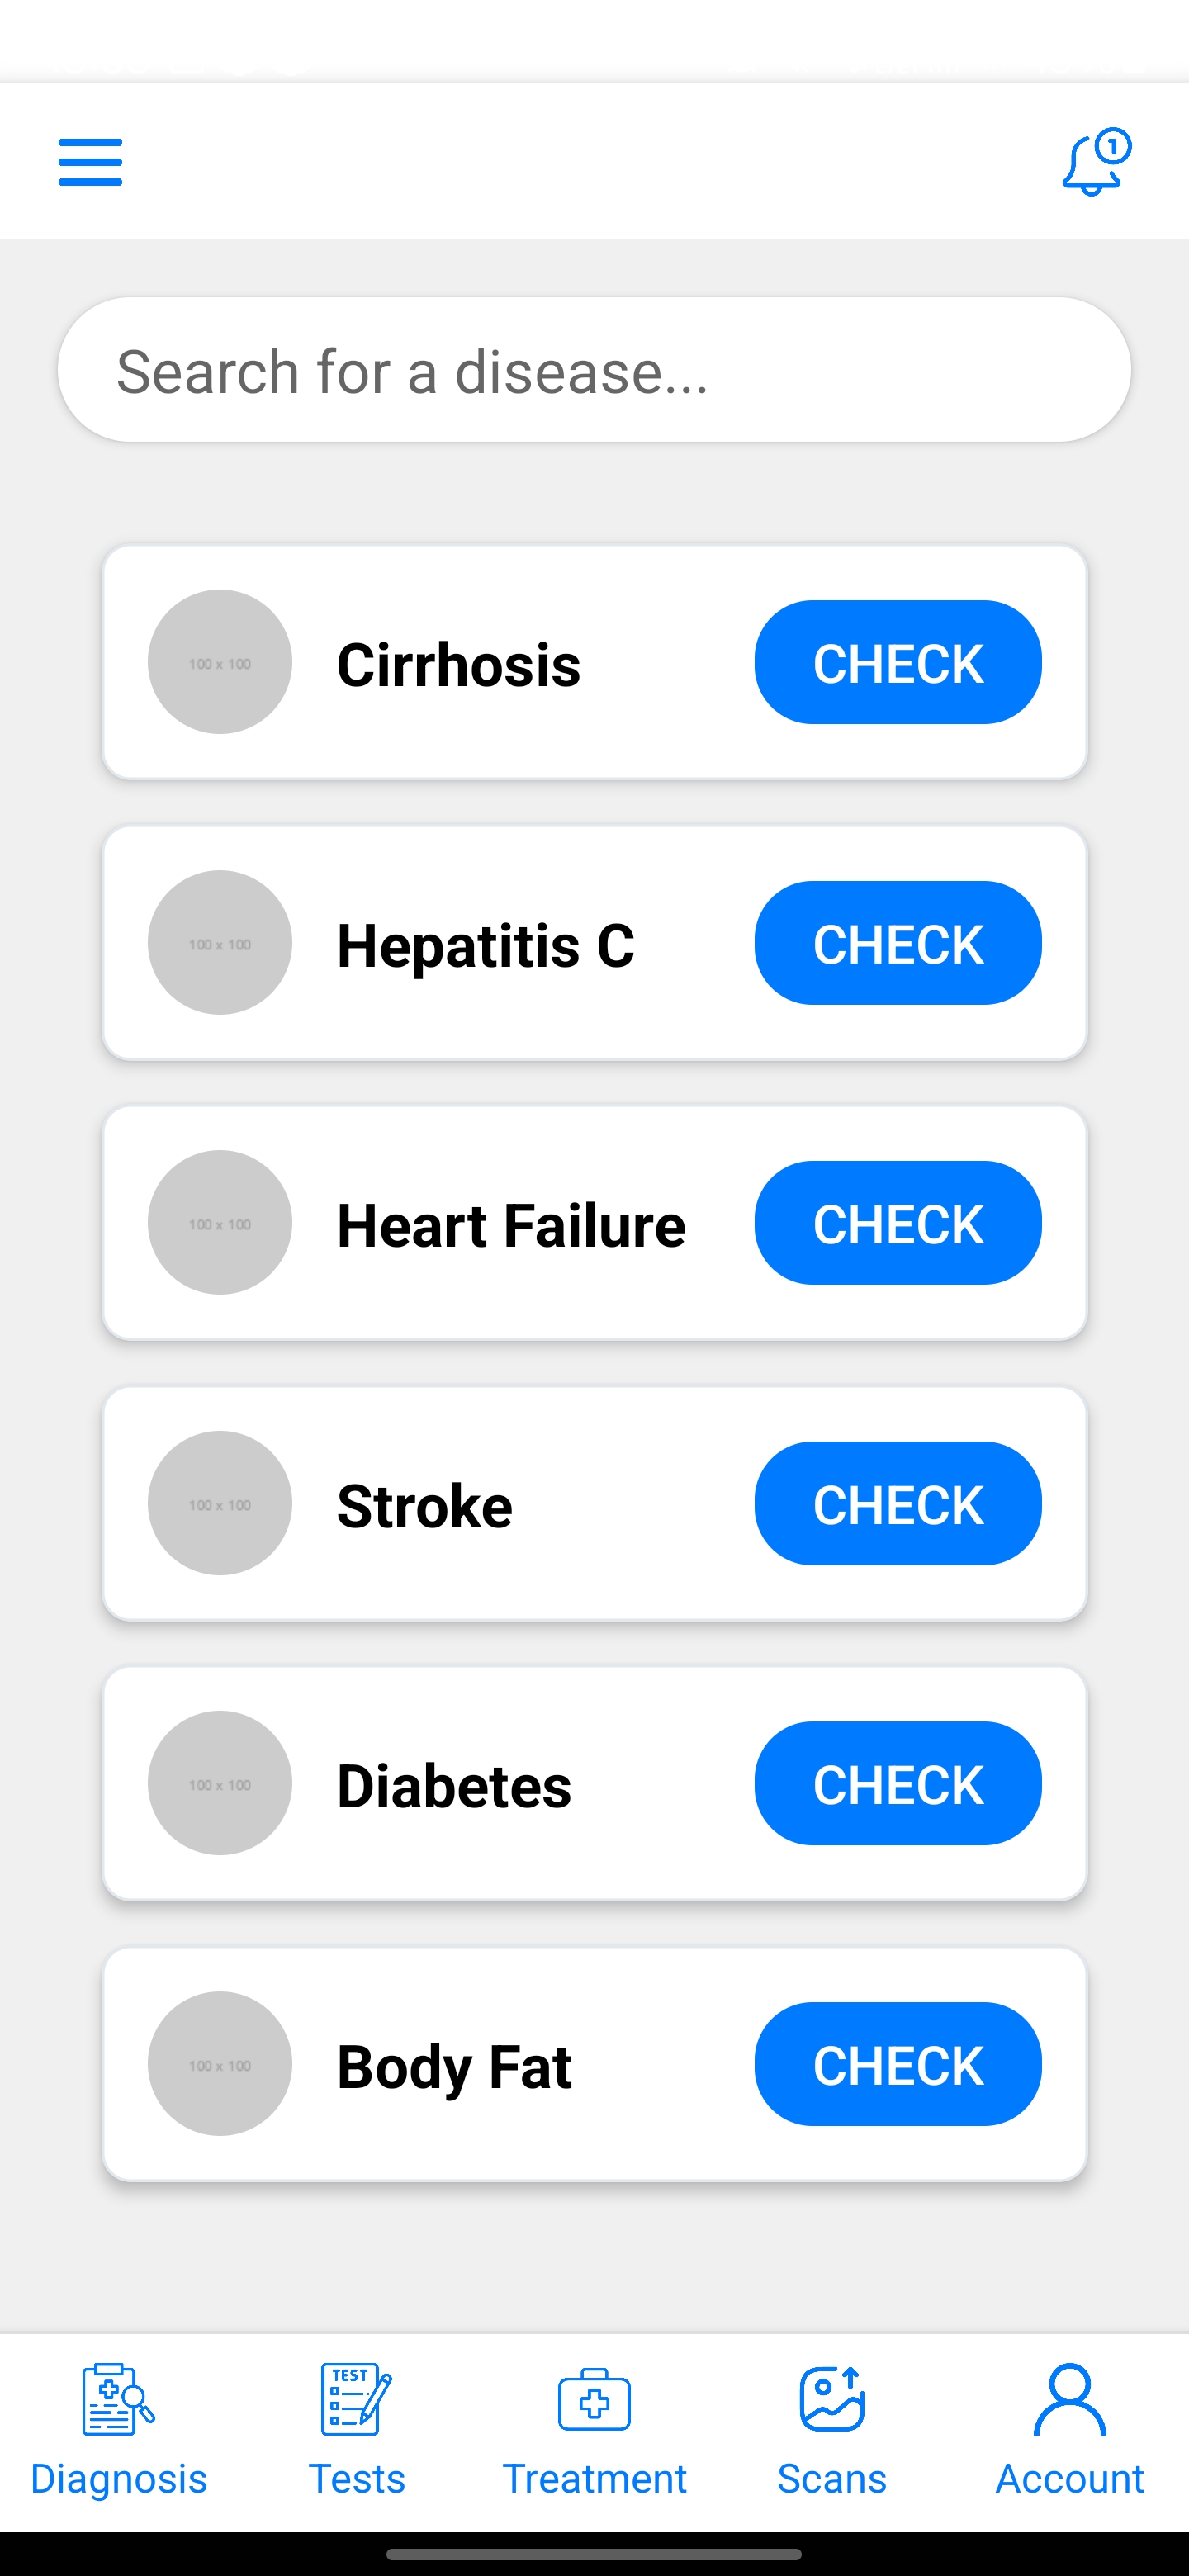 1
Search for a disease...
100 x 100
Cirrhosis
CHECK
100 x 100
Hepatitis C
CHECK
100 x 100
Heart Failure
CHECK
100 x 100
Stroke
CHECK
100 x 100
Diabetes
CHECK
100 x 100
Body Fat
CHECK
TEST
Diagnosis
Tests
Treatment
Scans
Account